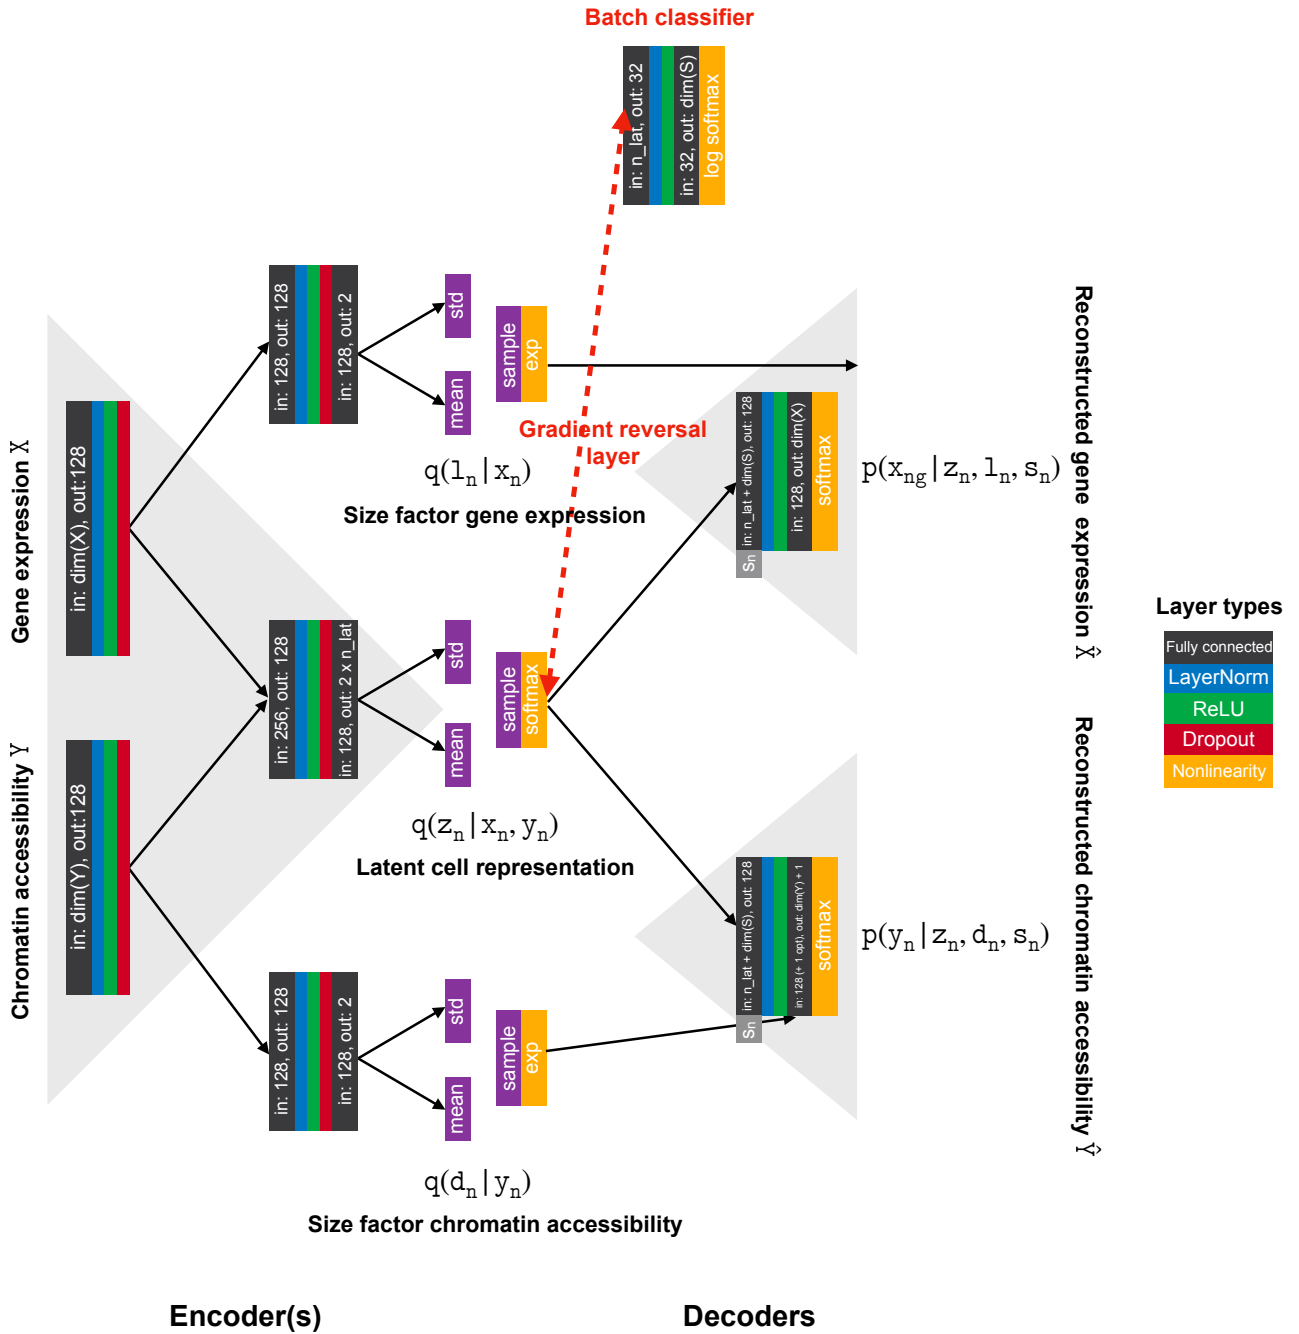 Batch classifier
in: n_lat, out: 32
in: 32, out: dim(S)
log softmax
Gene expression X
in: dim(X), out:128
in: 128, out: 128
in: 128, out: 2
std
mean
sample
exp
Gradient reversal
layer
q(l_n|x_n)
Size factor gene expression
S_n
in: n_lat + dim(S), out: 128
in: 128, out: dim(X)
softmax
p(x_ng|z_n, l_n, s_n)
Reconstructed gene expression X̂
Chromatin accessibility Y
in: dim(Y), out:128
in: 256, out: 128
in: 128, out: 2 x n_lat
std
mean
sample
softmax
q(z_n|x_n, y_n)
Latent cell representation
S_n
in: n_lat + dim(S), out: 128
in: 128 (+ 1 opt), out: dim(Y) + 1
softmax
p(y_n|z_n, d_n, s_n)
Reconstructed chromatin accessibility Ŷ
in: 128, out: 128
in: 128, out: 2
std
mean
sample
exp
q(d_n|y_n)
Size factor chromatin accessibility
Layer types
Fully connected
LayerNorm
ReLU
Dropout
Nonlinearity
Encoder(s)
Decoders